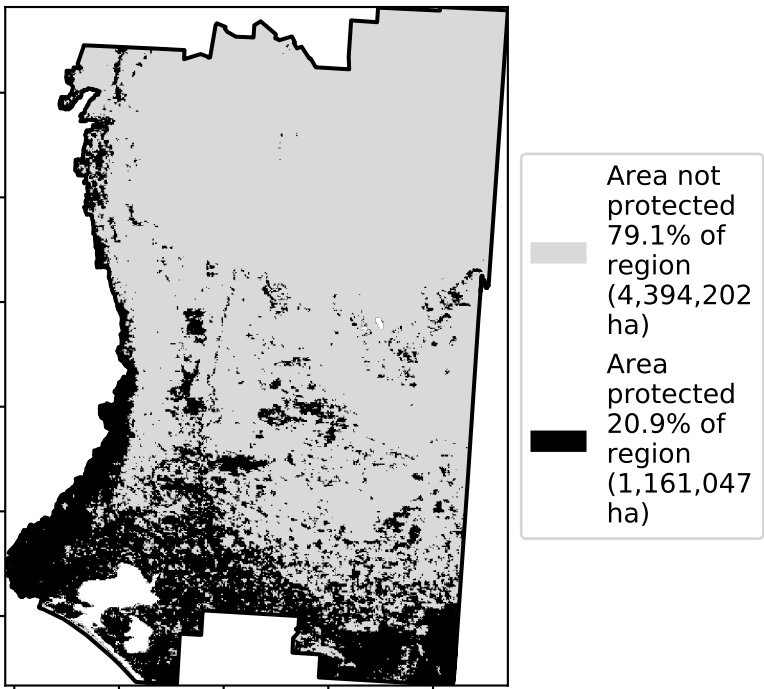 Area not
protected
79.1% of
region
(4,394,202
ha)
Area
protected
20.9% of
region
(1,161,047
ha)